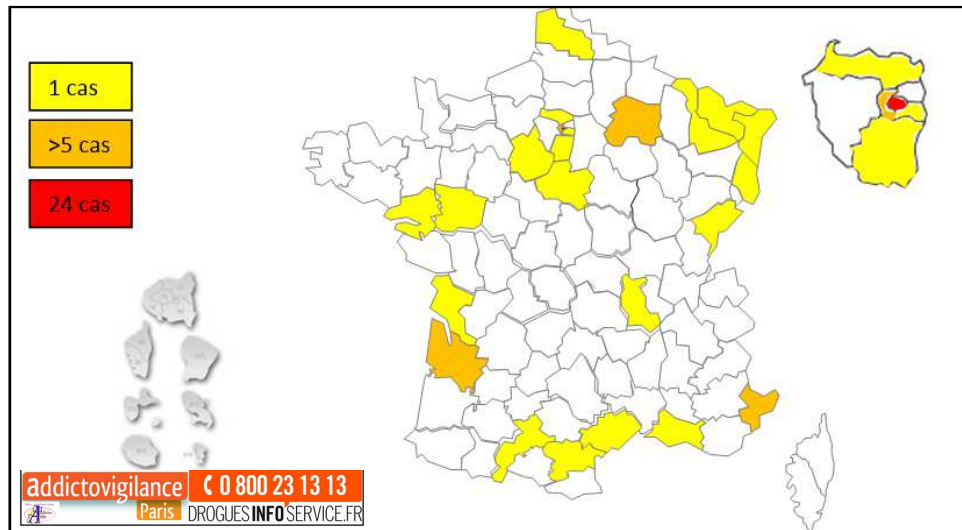 1 cas
>5 cas
24 cas
addictovigilance
Paris
0 800 23 13 13
DROGUES INFO'SERVICE.FR